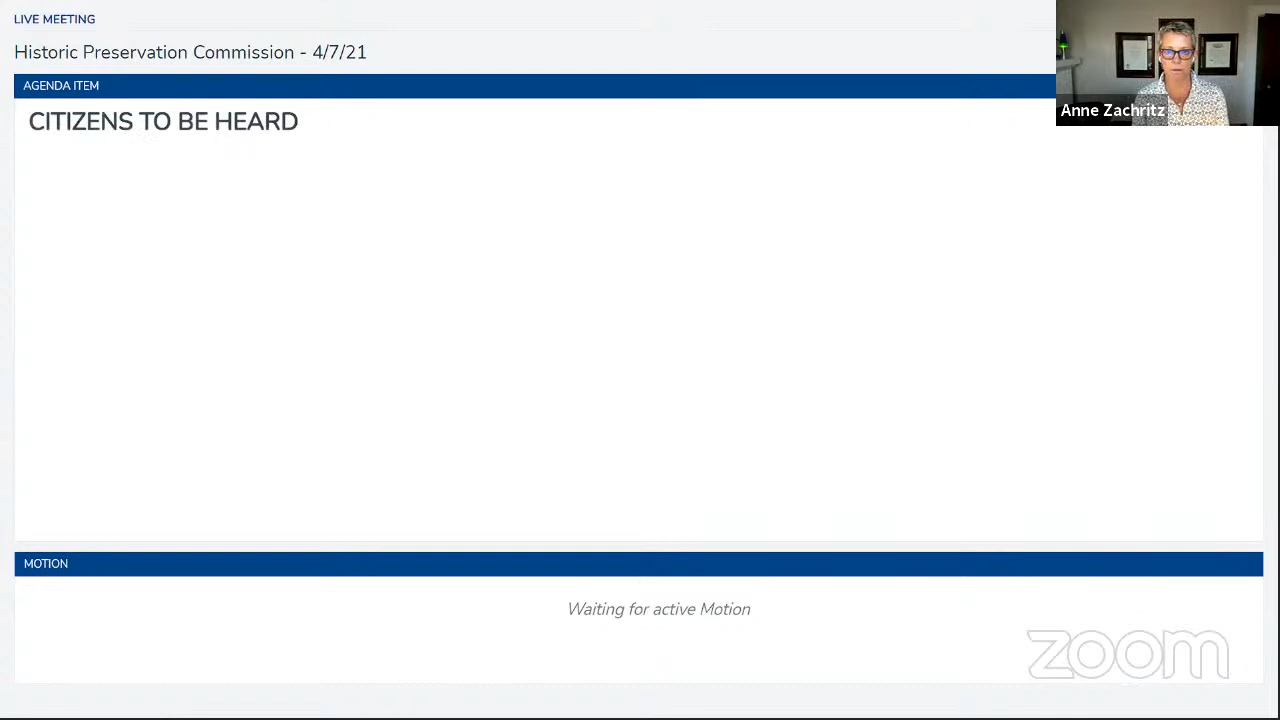 LIVE MEETING
Historic Preservation Commission - 4/7/21
AGENDA ITEM
CITIZENS TO BE HEARD
Anne Zachritz
MOTION
Waiting for active Motion
zoom